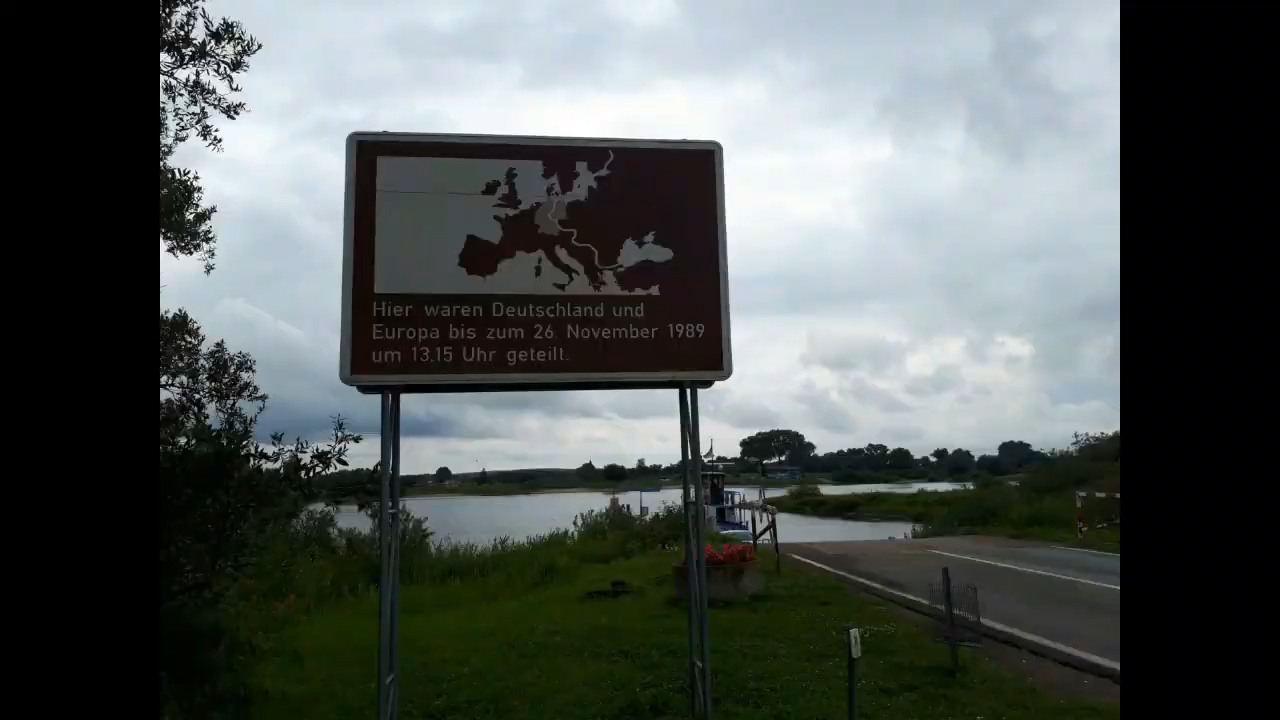 Hier waren Deutschland und
Europa bis zum 26. November 1989
um 13.15 Uhr geteilt.